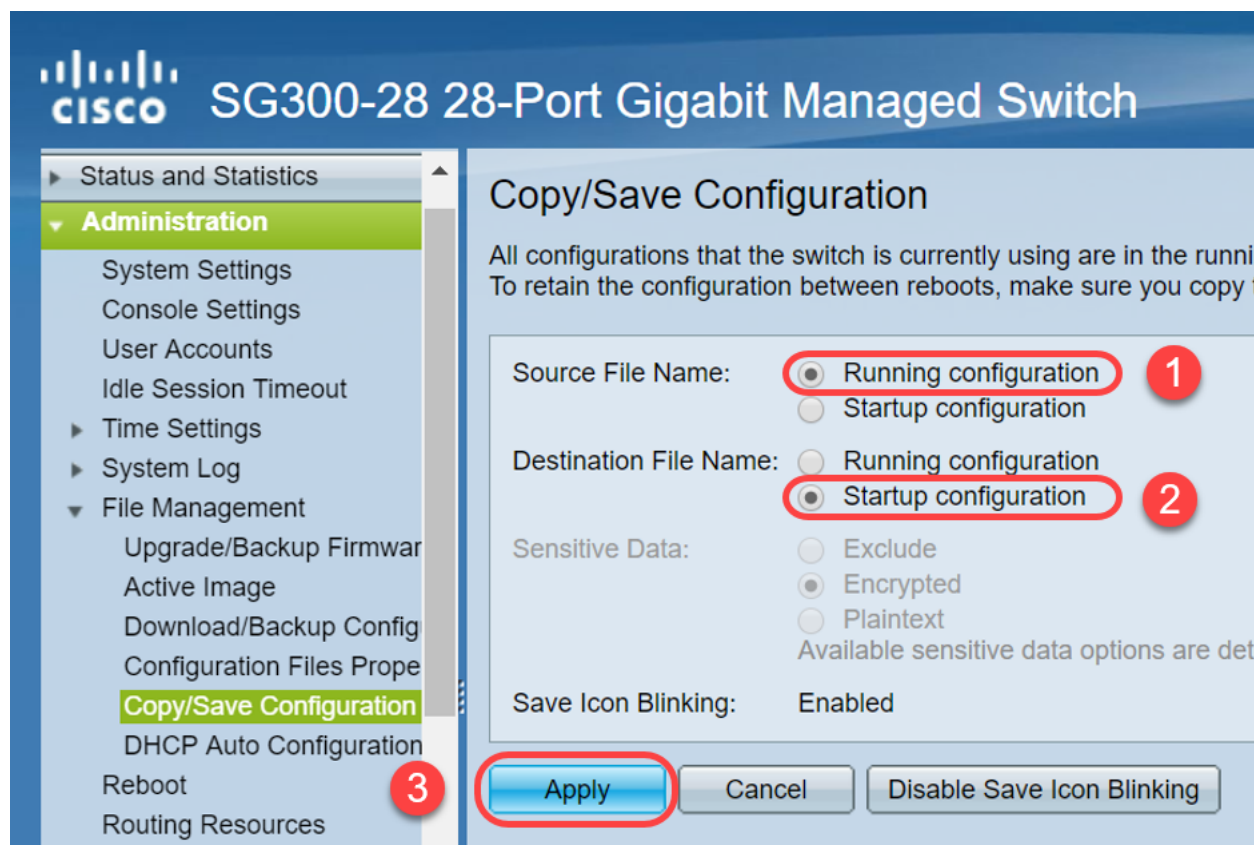 CISCO SG300-28 28-Port Gigabit Managed Switch
Status and Statistics
Administration
System Settings
Console Settings
User Accounts
Idle Session Timeout
Time Settings
System Log
File Management
Upgrade/Backup Firmwar
Active Image
Download/Backup Config
Configuration Files Prope
Copy/Save Configuration
DHCP Auto Configuration
Reboot
Routing Resources
Copy/Save Configuration
All configurations that the switch is currently using are in the runni
To retain the configuration between reboots, make sure you copy
Source File Name: Running configuration 1
Startup configuration
Destination File Name: Running configuration
Startup configuration 2
Sensitive Data: Exclude
Encrypted
Plaintext
Available sensitive data options are det
Save Icon Blinking: Enabled
3 Apply Cancel Disable Save Icon Blinking